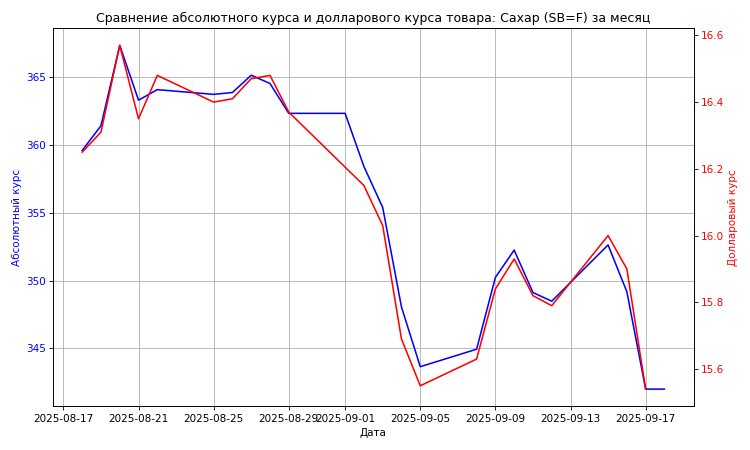 Сравнение абсолютного курса и долларового курса товара: Сахар (SB=F) за месяц
Абсолютный курс
365
360
355
350
345
16.6
16.4
16.2
16.0
15.8
15.6
Долларовый курс
2025-08-17 2025-08-21 2025-08-25 2025-08-29 2025-09-01 2025-09-05 2025-09-09 2025-09-13 2025-09-17
Дата